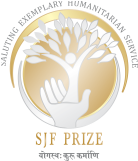 SALUTING EXEMPLARY HUMANITARIAN SERVICE
SJF PRIZE
योगस्थः कुरु कर्माणि